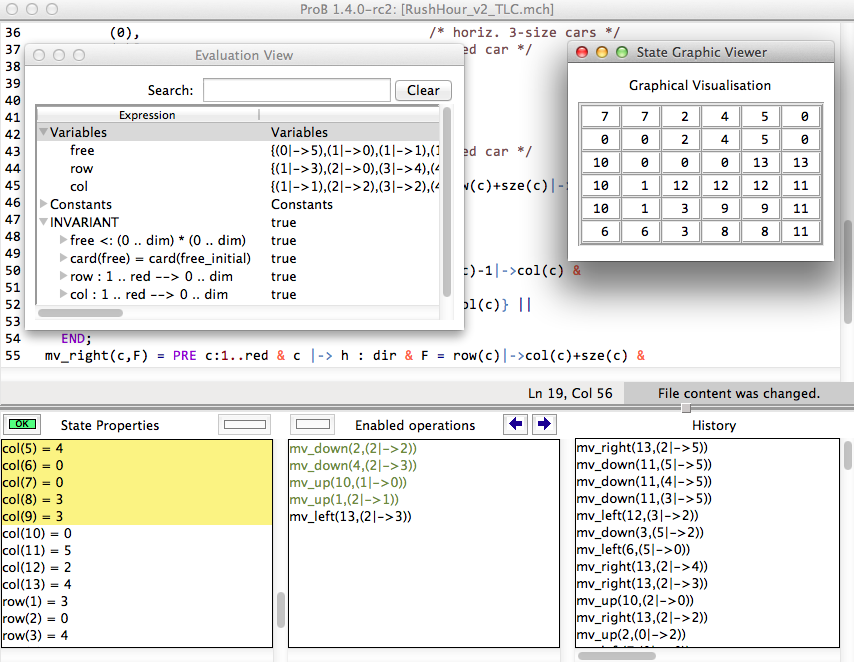 ProB 1.4.0-rc2: [RushHour_v2_TLC.mch]
36 (0), /* horiz. 3-size cars */
37 ed car */
38
39
40
41
42
43 ed car */
44
45 w(c)+sze(c)|->
46
47
48
49
50 c)-1|->col(c) &
51
52 ol(c)} ||
53
54 END;
55 mv_right(c,F) = PRE c:1..red & c |-> h : dir & F = row(c)|->col(c)+sze(c) &
Evaluation View
Search: Clear
Expression
Variables Variables
free {(0|->5),(1|->0),(1|->1),(1
row {(1|->3),(2|->0),(3|->4),(4
col {(1|->1),(2|->2),(3|->2),(4
Constants Constants
INVARIANT true
free <: (0 .. dim) * (0 .. dim) true
card(free) = card(free_initial) true
row : 1 .. red --> 0 .. dim true
col : 1 .. red --> 0 .. dim true
State Graphic Viewer
Graphical Visualisation
7 7 2 4 5 0
0 0 2 4 5 0
10 0 0 0 13 13
10 1 12 12 12 11
10 1 3 9 9 11
6 6 3 8 8 11
Ln 19, Col 56 File content was changed.
OK State Properties
col(5) = 4
col(6) = 0
col(7) = 0
col(8) = 3
col(9) = 3
col(10) = 0
col(11) = 5
col(12) = 2
col(13) = 4
row(1) = 3
row(2) = 0
row(3) = 4
Enabled operations
mv_down(2,(2|->2))
mv_down(4,(2|->3))
mv_up(10,(1|->0))
mv_up(1,(2|->1))
mv_left(13,(2|->3))
History
mv_right(13,(2|->5))
mv_down(11,(5|->5))
mv_down(11,(4|->5))
mv_down(11,(3|->5))
mv_left(12,(3|->2))
mv_down(3,(5|->2))
mv_left(6,(5|->0))
mv_right(13,(2|->4))
mv_right(13,(2|->3))
mv_up(10,(2|->0))
mv_right(13,(2|->2))
mv_up(2,(0|->2))